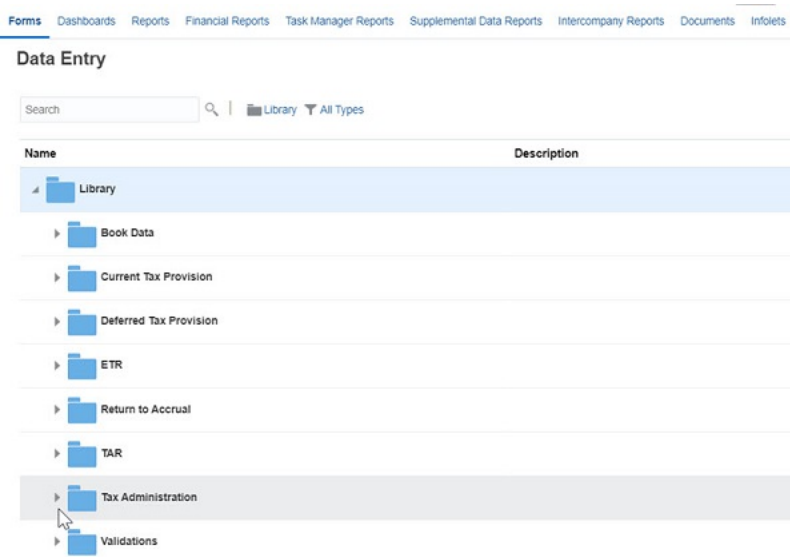 Forms Dashboards Reports Financial Reports Task Manager Reports Supplemental Data Reports Intercompany Reports Documents Infolets
Data Entry
Search Library All Types
Name Description
Library
Book Data
Current Tax Provision
Deferred Tax Provision
ETR
Return to Accrual
TAR
Tax Administration
Validations